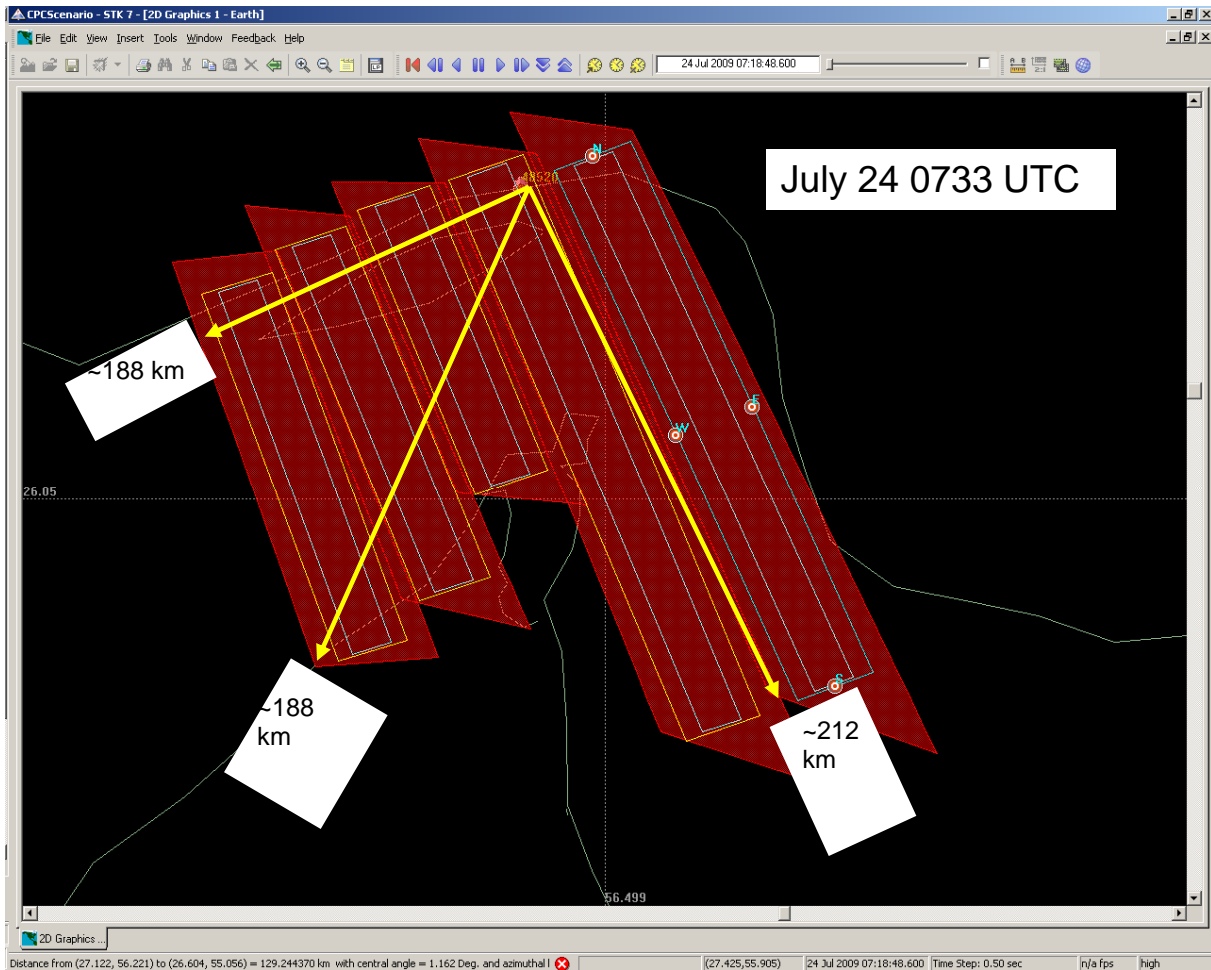 CPCScenario - STK 7 - [2D Graphics 1 - Earth]
File Edit View Insert Tools Window Feedback Help
24 Jul 2009 07:18:48.600
July 24 0733 UTC
N
48520
~188 km
E
W
26.05
S
~188
km
~212
km
56.499
2D Graphics ...
Distance from (27.122, 56.221) to (26.604, 55.056) = 129.244370 km with central angle = 1.162 Deg. and azimuthal (27.425,55.905) 24 Jul 2009 07:18:48.600 Time Step: 0.50 sec n/a fps high